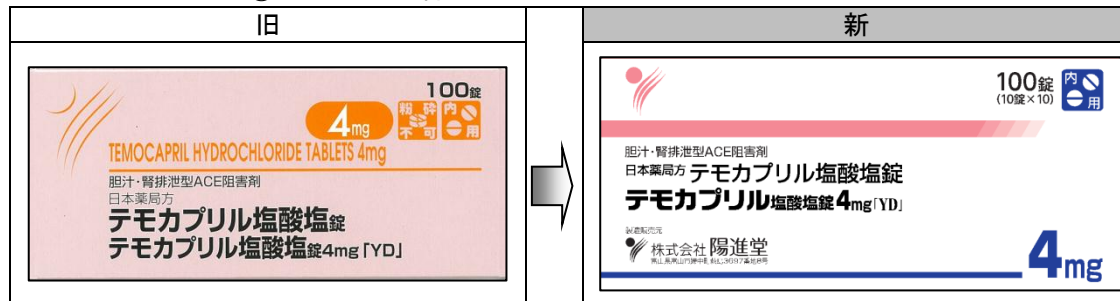 旧
新
100錠
4mg
粉砕
不可
内
用
TEMOCAPRIL HYDROCHLORIDE TABLETS 4mg
胆汁・腎排泄型ACE阻害剤
日本薬局方
テモカプリル塩酸塩錠
テモカプリル塩酸塩錠4mg「YD」
100錠
(10錠×10)
内
用
胆汁・腎排泄型ACE阻害剤
日本薬局方 テモカプリル塩酸塩錠
テモカプリル塩酸塩錠4mg「YD」
製造販売元
株式会社 陽進堂
4mg